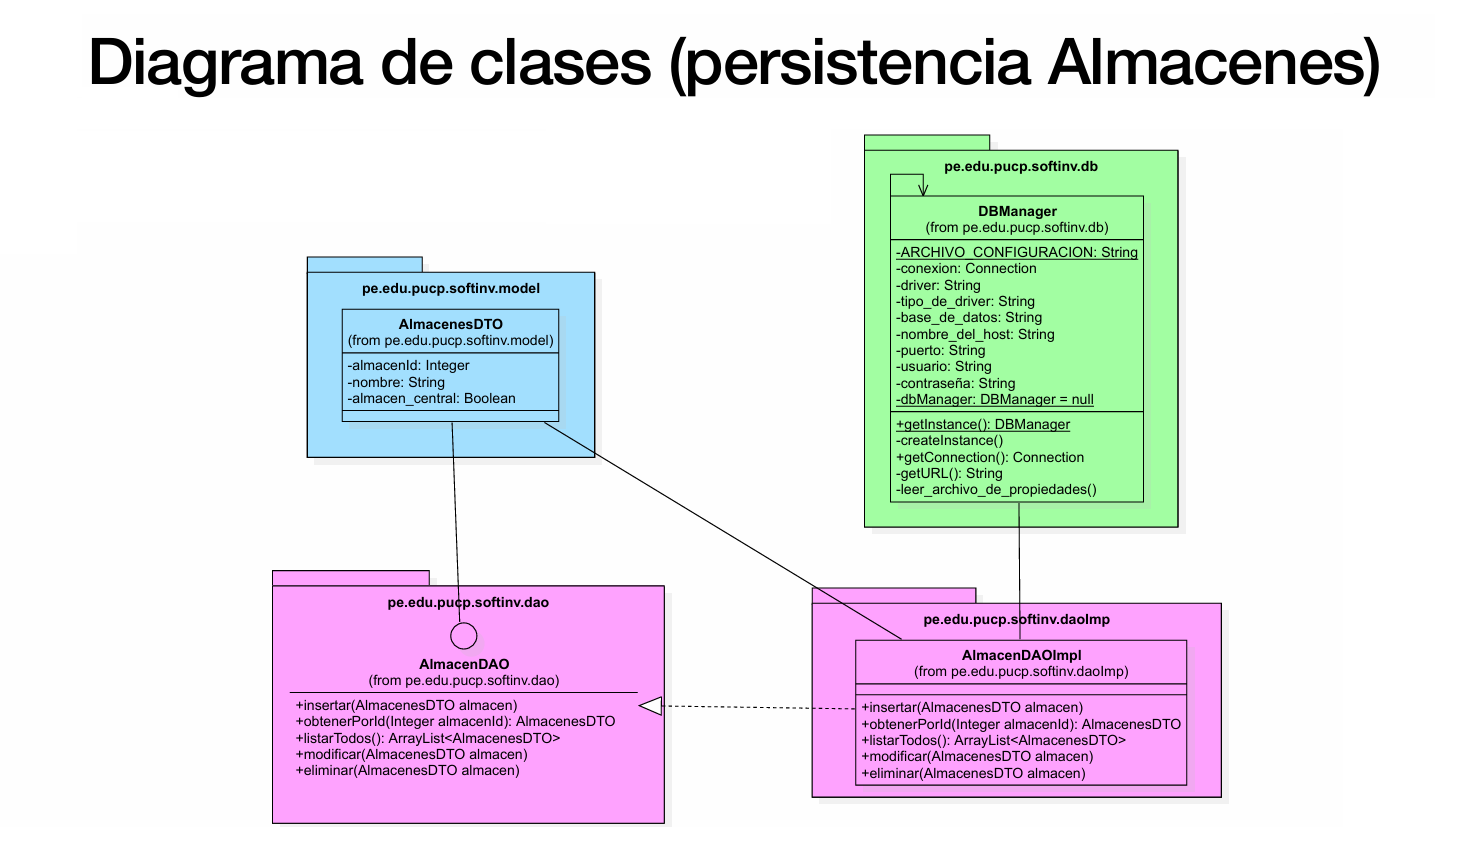 Diagrama de clases (persistencia Almacenes)
pe.edu.pucp.softinv.db
DBManager
(from pe.edu.pucp.softinv.db)
-ARCHIVO_CONFIGURACION: String
-conexion: Connection
-driver: String
-tipo_de_driver: String
-base_de_datos: String
-nombre_del_host: String
-puerto: String
-usuario: String
-contraseña: String
-dbManager: DBManager = null
+getInstance(): DBManager
-createInstance()
+getConnection(): Connection
-getURL(): String
-leer_archivo_de_propiedades()
pe.edu.pucp.softinv.model
AlmacenesDTO
(from pe.edu.pucp.softinv.model)
-almacenId: Integer
-nombre: String
-almacen_central: Boolean
pe.edu.pucp.softinv.dao
AlmacenDAO
(from pe.edu.pucp.softinv.dao)
+insertar(AlmacenesDTO almacen)
+obtenerPorId(Integer almacenId): AlmacenesDTO
+listarTodos(): ArrayList<AlmacenesDTO>
+modificar(AlmacenesDTO almacen)
+eliminar(AlmacenesDTO almacen)
pe.edu.pucp.softinv.daoImp
AlmacenDAOImpl
(from pe.edu.pucp.softinv.daoImp)
+insertar(AlmacenesDTO almacen)
+obtenerPorId(Integer almacenId): AlmacenesDTO
+listarTodos(): ArrayList<AlmacenesDTO>
+modificar(AlmacenesDTO almacen)
+eliminar(AlmacenesDTO almacen)